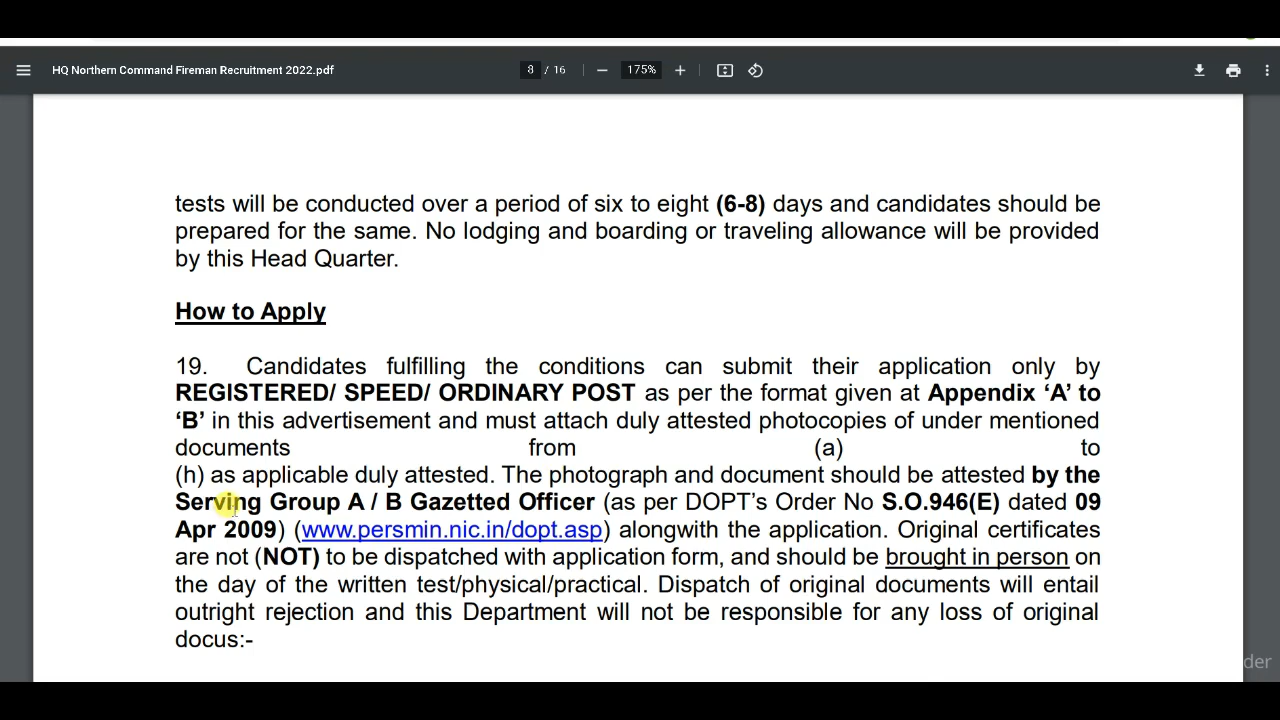 HQ Northern Command Fireman Recruitment 2022.pdf 8 / 16 175%
tests will be conducted over a period of six to eight (6-8) days and candidates should be
prepared for the same. No lodging and boarding or traveling allowance will be provided
by this Head Quarter.
How to Apply
19. Candidates fulfilling the conditions can submit their application only by
REGISTERED/ SPEED/ ORDINARY POST as per the format given at Appendix ‘A’ to
‘B’ in this advertisement and must attach duly attested photocopies of under mentioned
documents from (a) to
(h) as applicable duly attested. The photograph and document should be attested by the
Serving Group A / B Gazetted Officer (as per DOPT’s Order No S.O.946(E) dated 09
Apr 2009) (www.persmin.nic.in/dopt.asp) alongwith the application. Original certificates
are not (NOT) to be dispatched with application form, and should be brought in person on
the day of the written test/physical/practical. Dispatch of original documents will entail
outright rejection and this Department will not be responsible for any loss of original
docus:-
der